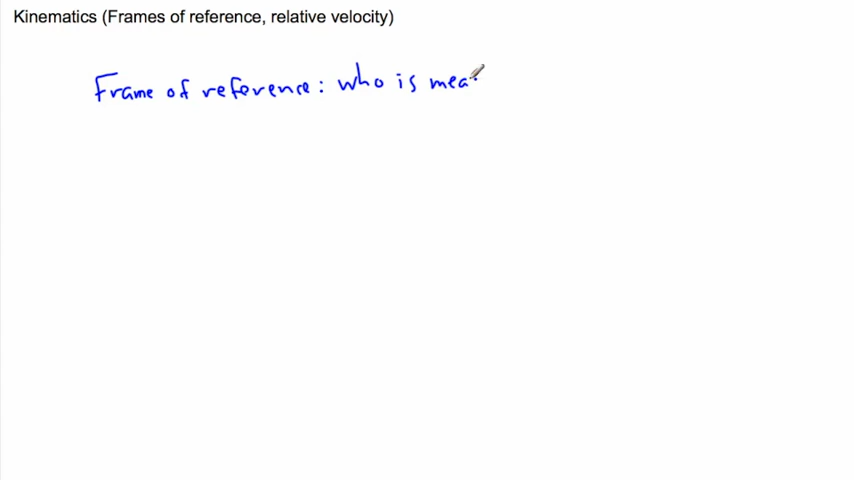 Kinematics (Frames of reference, relative velocity)
Frame of reference: who is mea